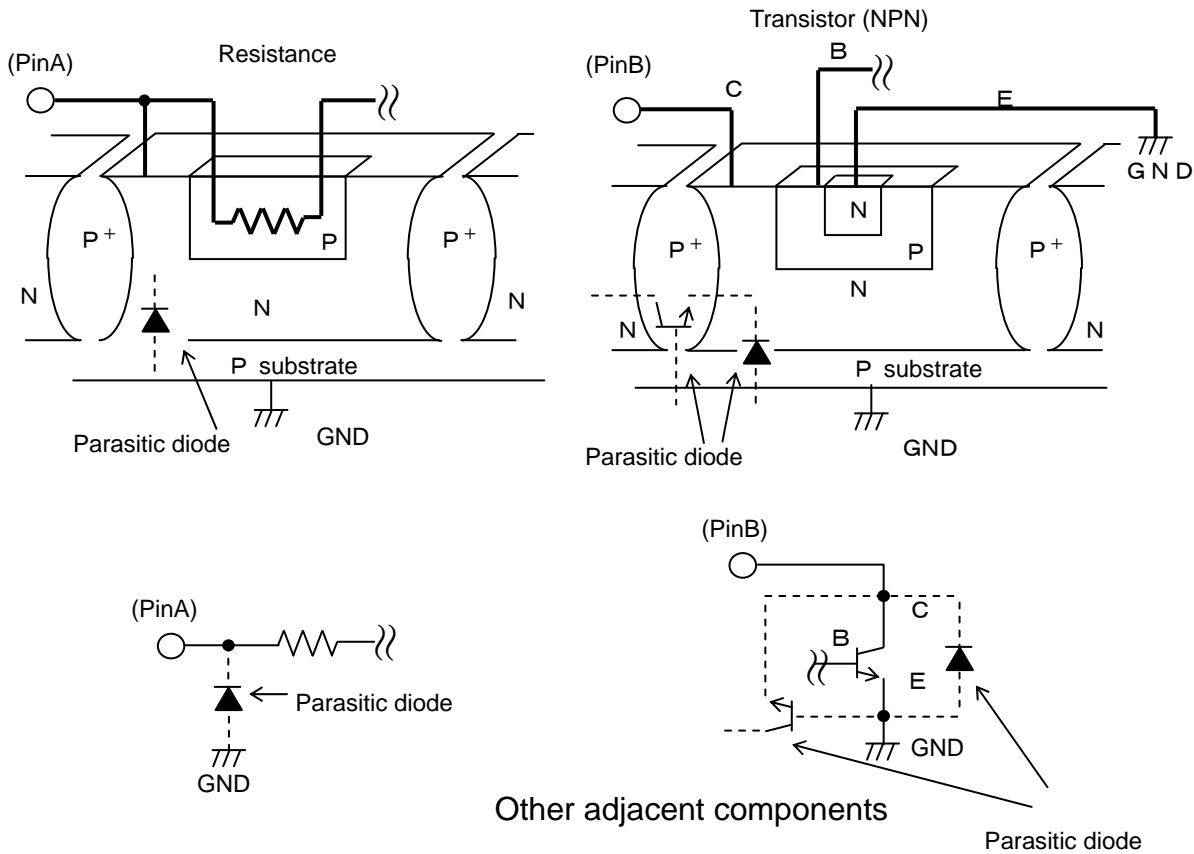 Resistance
(PinA)
P+
P
P+
N
N
N
P substrate
Parasitic diode
GND
Transistor (NPN)
(PinB)
B
C
E
GND
N
P+
P
P+
N
N
N
P substrate
Parasitic diode
GND
(PinA)
Parasitic diode
GND
(PinB)
C
B
E
GND
Other adjacent components
Parasitic diode